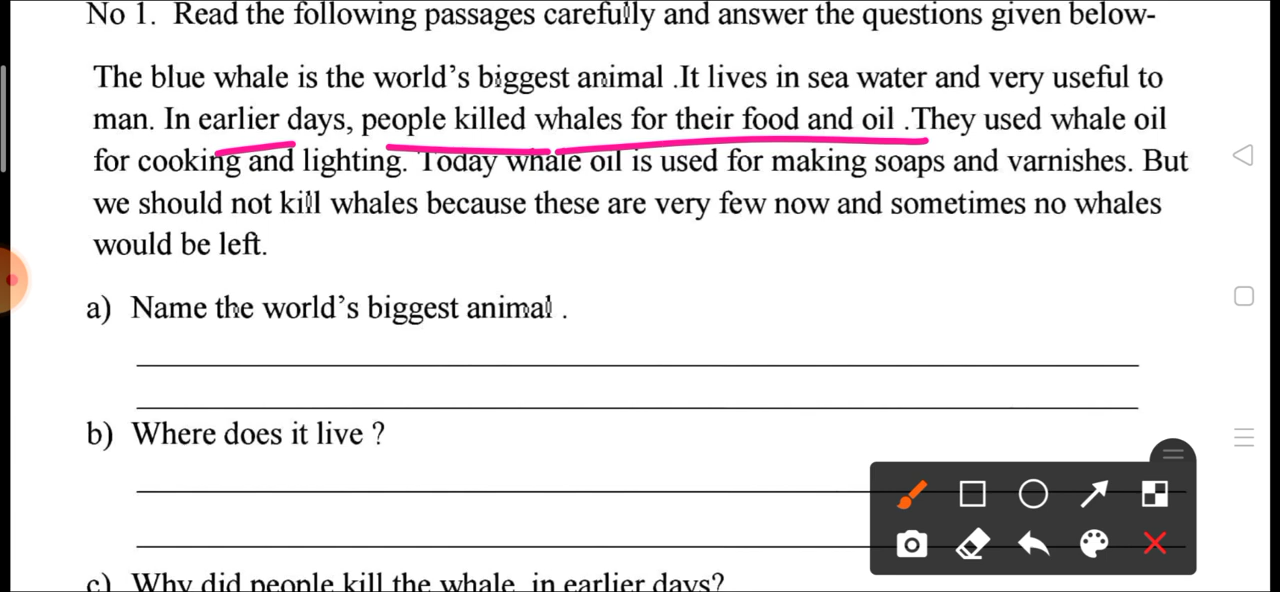 No 1. Read the following passages carefully and answer the questions given below-
The blue whale is the world's biggest animal .It lives in sea water and very useful to
man. In earlier days, people killed whales for their food and oil .They used whale oil
for cooking and lighting. Today whale oil is used for making soaps and varnishes. But
we should not kill whales because these are very few now and sometimes no whales
would be left.
a) Name the world's biggest animal .
b) Where does it live ?
c) Why did people kill the whale in earlier days?